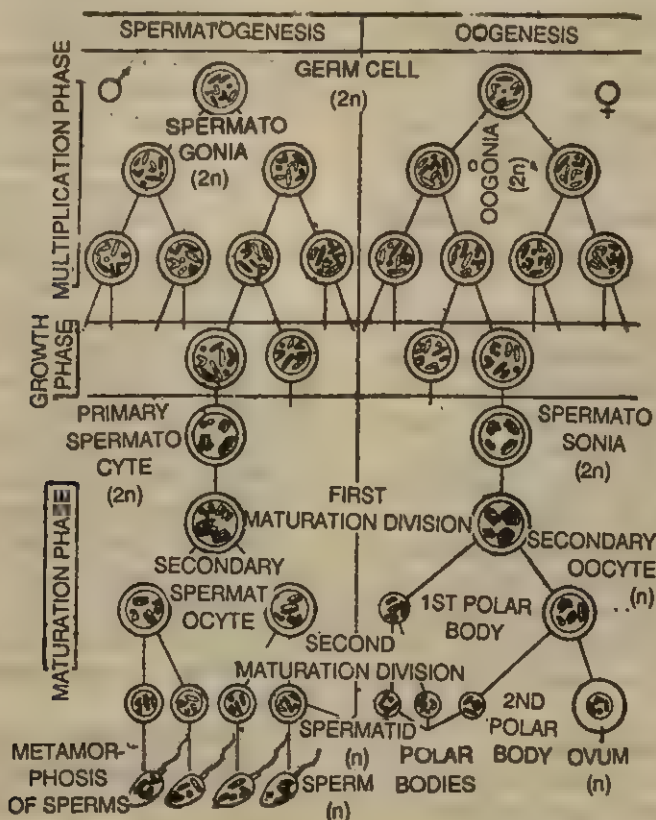 SPERMATOGENESIS
OOGENESIS
GERM CELL
(2n)
♂
♀
MULTIPLICATION PHASE
SPERMATO
GONIA
(2n)
OOGONIA
(2n)
GROWTH
PHASE
PRIMARY
SPERMATO
CYTE
(2n)
SPERMATO
SONIA
(2n)
MATURATION PHASE
FIRST
MATURATION DIVISION
SECONDARY
SPERMAT
OCYTE
SECONDARY
OOCYTE
(n)
1ST POLAR
BODY
SECOND
MATURATION DIVISION
SPERMATID
(n)
POLAR
BODIES
2ND
POLAR
BODY
OVUM
(n)
METAMOR-
PHOSIS
OF SPERMS
SPERM
(n)